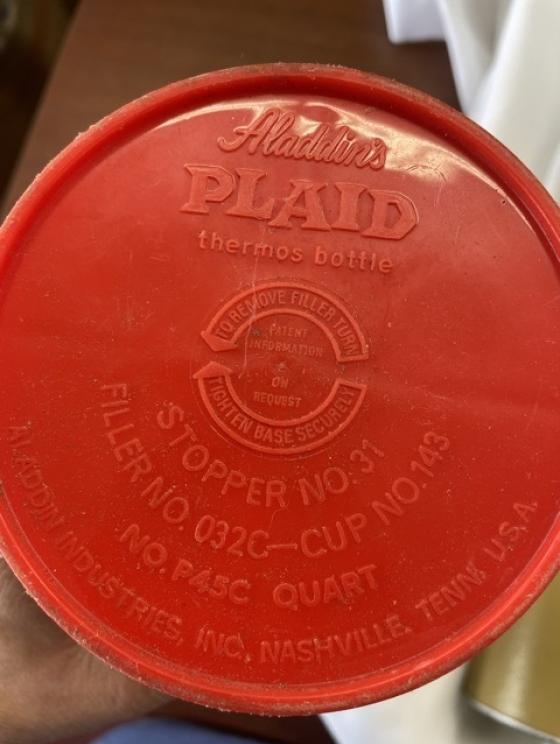 Aladdin's
PLAID
thermos bottle
TO REMOVE FILLER TURN
PATENT
INFORMATION
ON
REQUEST
TIGHTEN BASE SECURELY
STOPPER NO. 31
FILLER NO. 032C—CUP NO. 143
NO. P45C QUART
ALADDIN INDUSTRIES, INC. NASHVILLE, TENN. U.S.A.